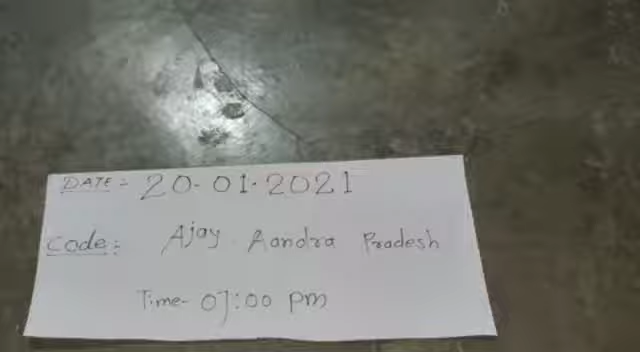 DATE = 20-01-2021
Code: Ajay Aandra Pradesh
Time- 07:00 pm